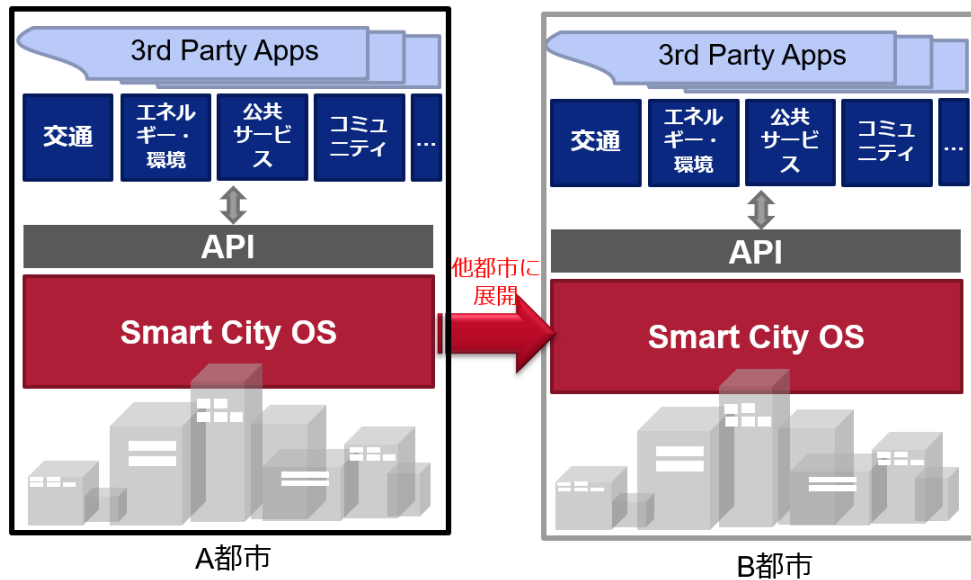 3rd Party Apps
交通
エネル
ギー・
環境
公共
サービ
ス
コミュ
ニティ
...
API
Smart City OS
A都市
他都市に
展開
3rd Party Apps
交通
エネル
ギー・
環境
公共
サービ
ス
コミュ
ニティ
...
API
Smart City OS
B都市